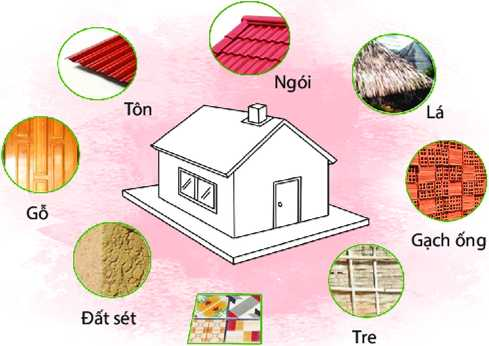 Ngói
Tôn
Lá
Gỗ
Gạch ống
Đất sét
Tre